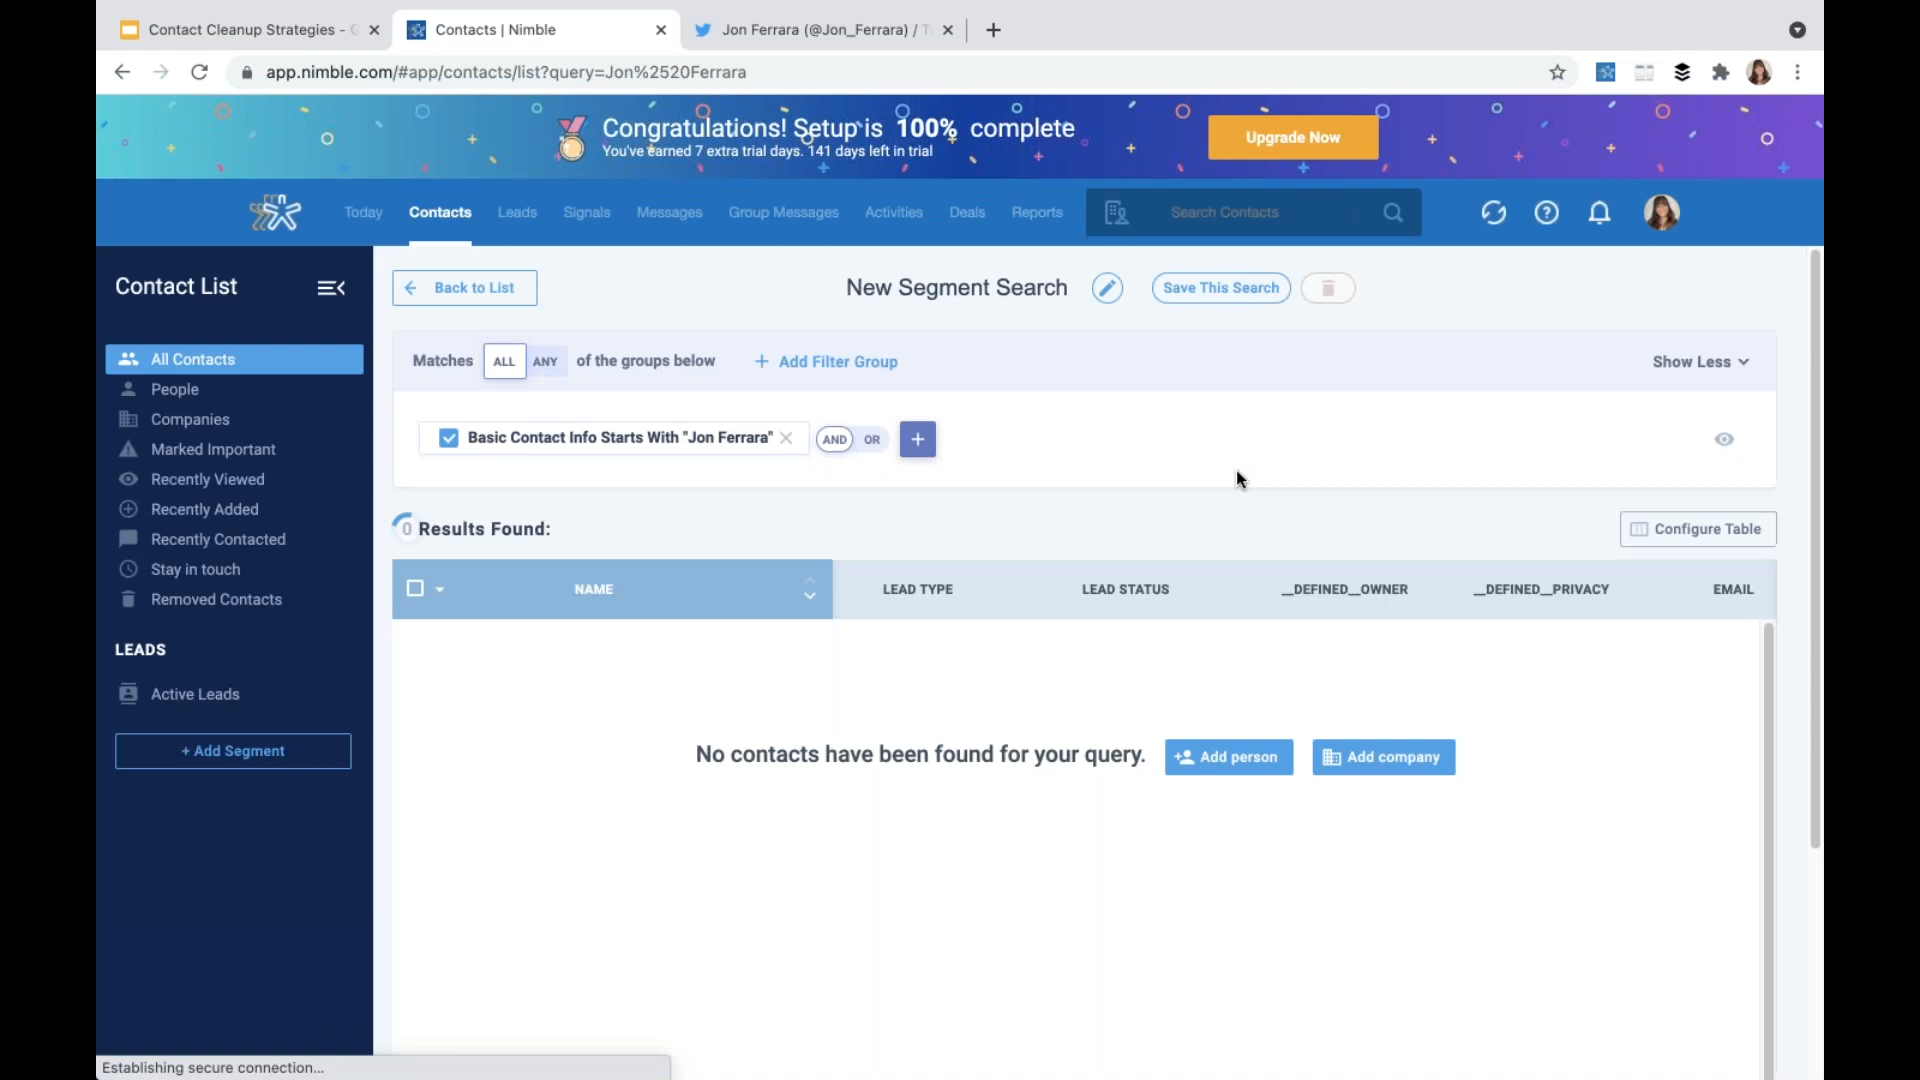 Contact Cleanup Strategies - G
Contacts | Nimble
Jon Ferrara (@Jon_Ferrara) / T
app.nimble.com/#app/contacts/list?query=Jon%2520Ferrara
Congratulations! Setup is 100% complete
You've earned 7 extra trial days. 141 days left in trial
Upgrade Now
Today Contacts Leads Signals Messages Group Messages Activities Deals Reports Search Contacts
Contact List
Back to List
New Segment Search
Save This Search
Matches ALL ANY of the groups below + Add Filter Group
Show Less
Basic Contact Info Starts With "Jon Ferrara" AND OR +
All Contacts
People
Companies
Marked Important
Recently Viewed
Recently Added
Recently Contacted
Stay in touch
Removed Contacts
LEADS
Active Leads
+ Add Segment
0 Results Found:
Configure Table
NAME LEAD TYPE LEAD STATUS __DEFINED__OWNER __DEFINED__PRIVACY EMAIL
No contacts have been found for your query. Add person Add company
Establishing secure connection...